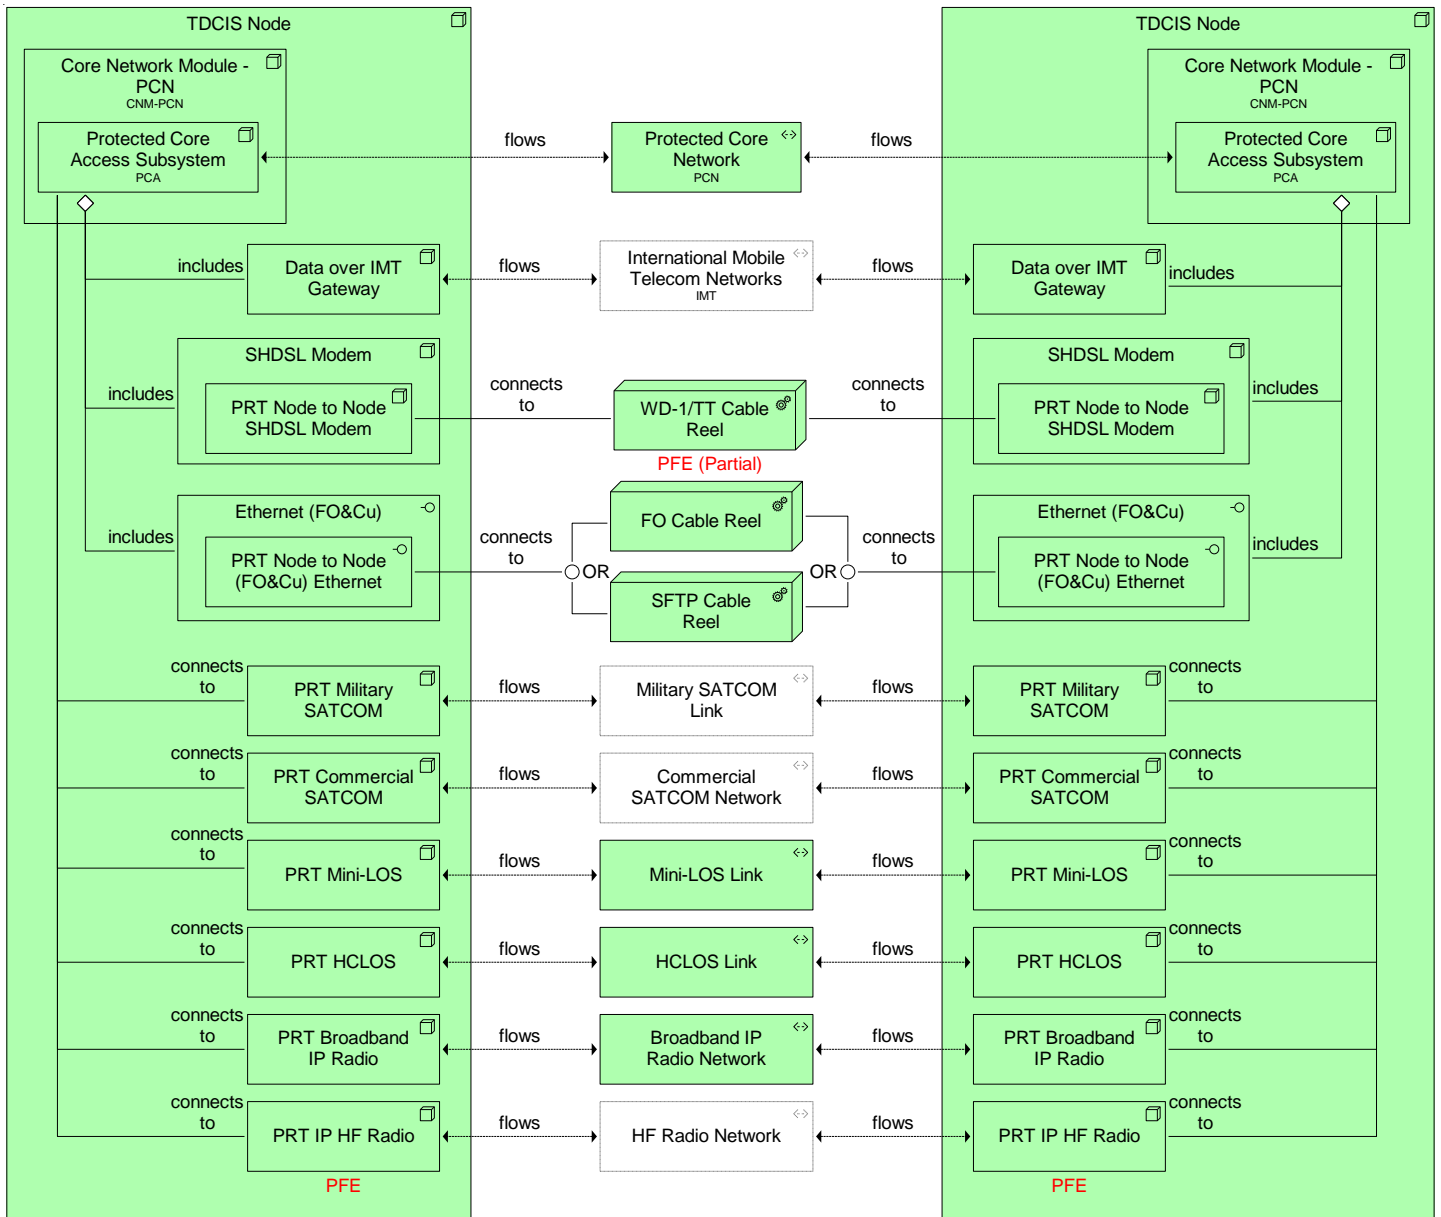 TDCIS Node
TDCIS Node
Core Network Module -
PCN
CNM-PCN
Core Network Module -
PCN
CNM-PCN
Protected Core
Access Subsystem
PCA
flows
Protected Core
Network
PCN
flows
Protected Core
Access Subsystem
PCA
includes
Data over IMT
Gateway
flows
International Mobile
Telecom Networks
IMT
flows
Data over IMT
Gateway
includes
SHDSL Modem
includes
PRT Node to Node
SHDSL Modem
connects
to
WD-1/TT Cable
Reel
PFE (Partial)
connects
to
SHDSL Modem
PRT Node to Node
SHDSL Modem
includes
Ethernet (FO&Cu)
includes
PRT Node to Node
(FO&Cu) Ethernet
connects
to
OR
FO Cable Reel
SFTP Cable
Reel
OR
connects
to
Ethernet (FO&Cu)
PRT Node to Node
(FO&Cu) Ethernet
includes
connects
to
PRT Military
SATCOM
flows
Military SATCOM
Link
flows
PRT Military
SATCOM
connects
to
connects
to
PRT Commercial
SATCOM
flows
Commercial
SATCOM Network
flows
PRT Commercial
SATCOM
connects
to
connects
to
PRT Mini-LOS
flows
Mini-LOS Link
flows
PRT Mini-LOS
connects
to
connects
to
PRT HCLOS
flows
HCLOS Link
flows
PRT HCLOS
connects
to
connects
to
PRT Broadband
IP Radio
flows
Broadband IP
Radio Network
flows
PRT Broadband
IP Radio
connects
to
connects
to
PRT IP HF Radio
flows
HF Radio Network
flows
PRT IP HF Radio
connects
to
PFE
PFE